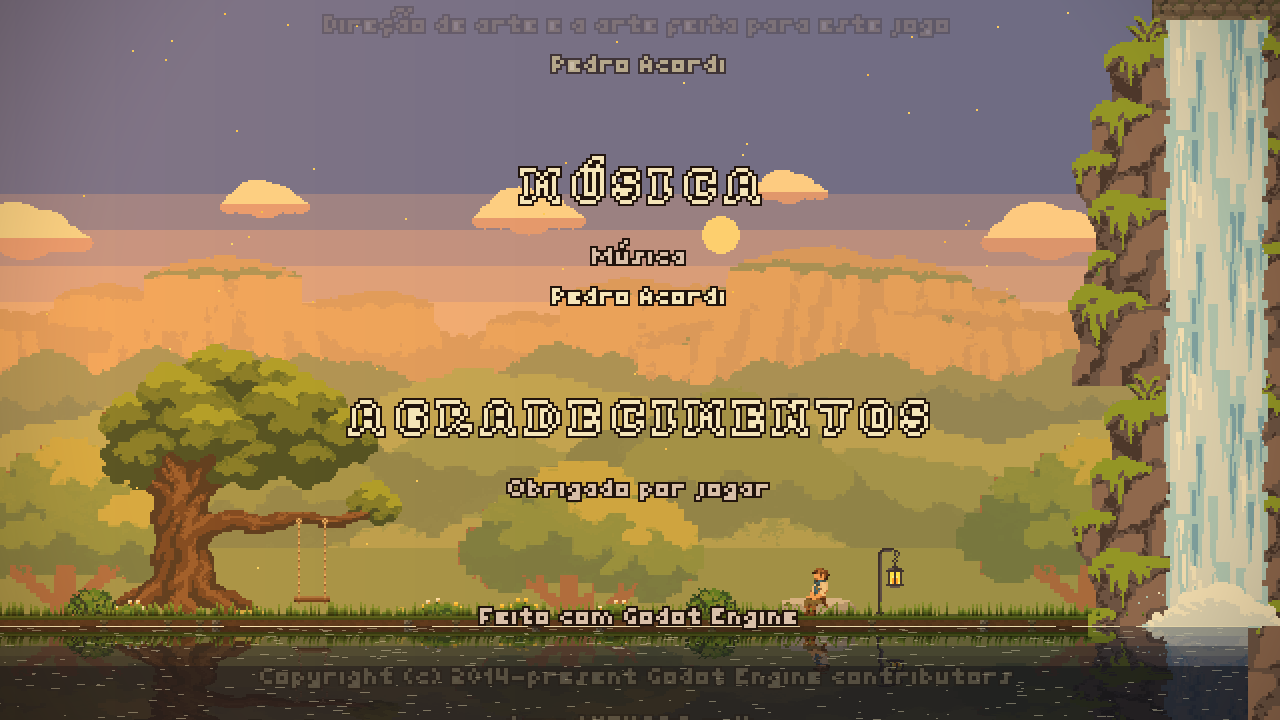 Direção de arte e a arte feita para este jogo
Pedro Acordi
MÚSICA
Música
Pedro Acordi
AGRADECIMENTOS
Obrigado por jogar
Feito com Godot Engine
Copyright (c) 2014-present Godot Engine contributors